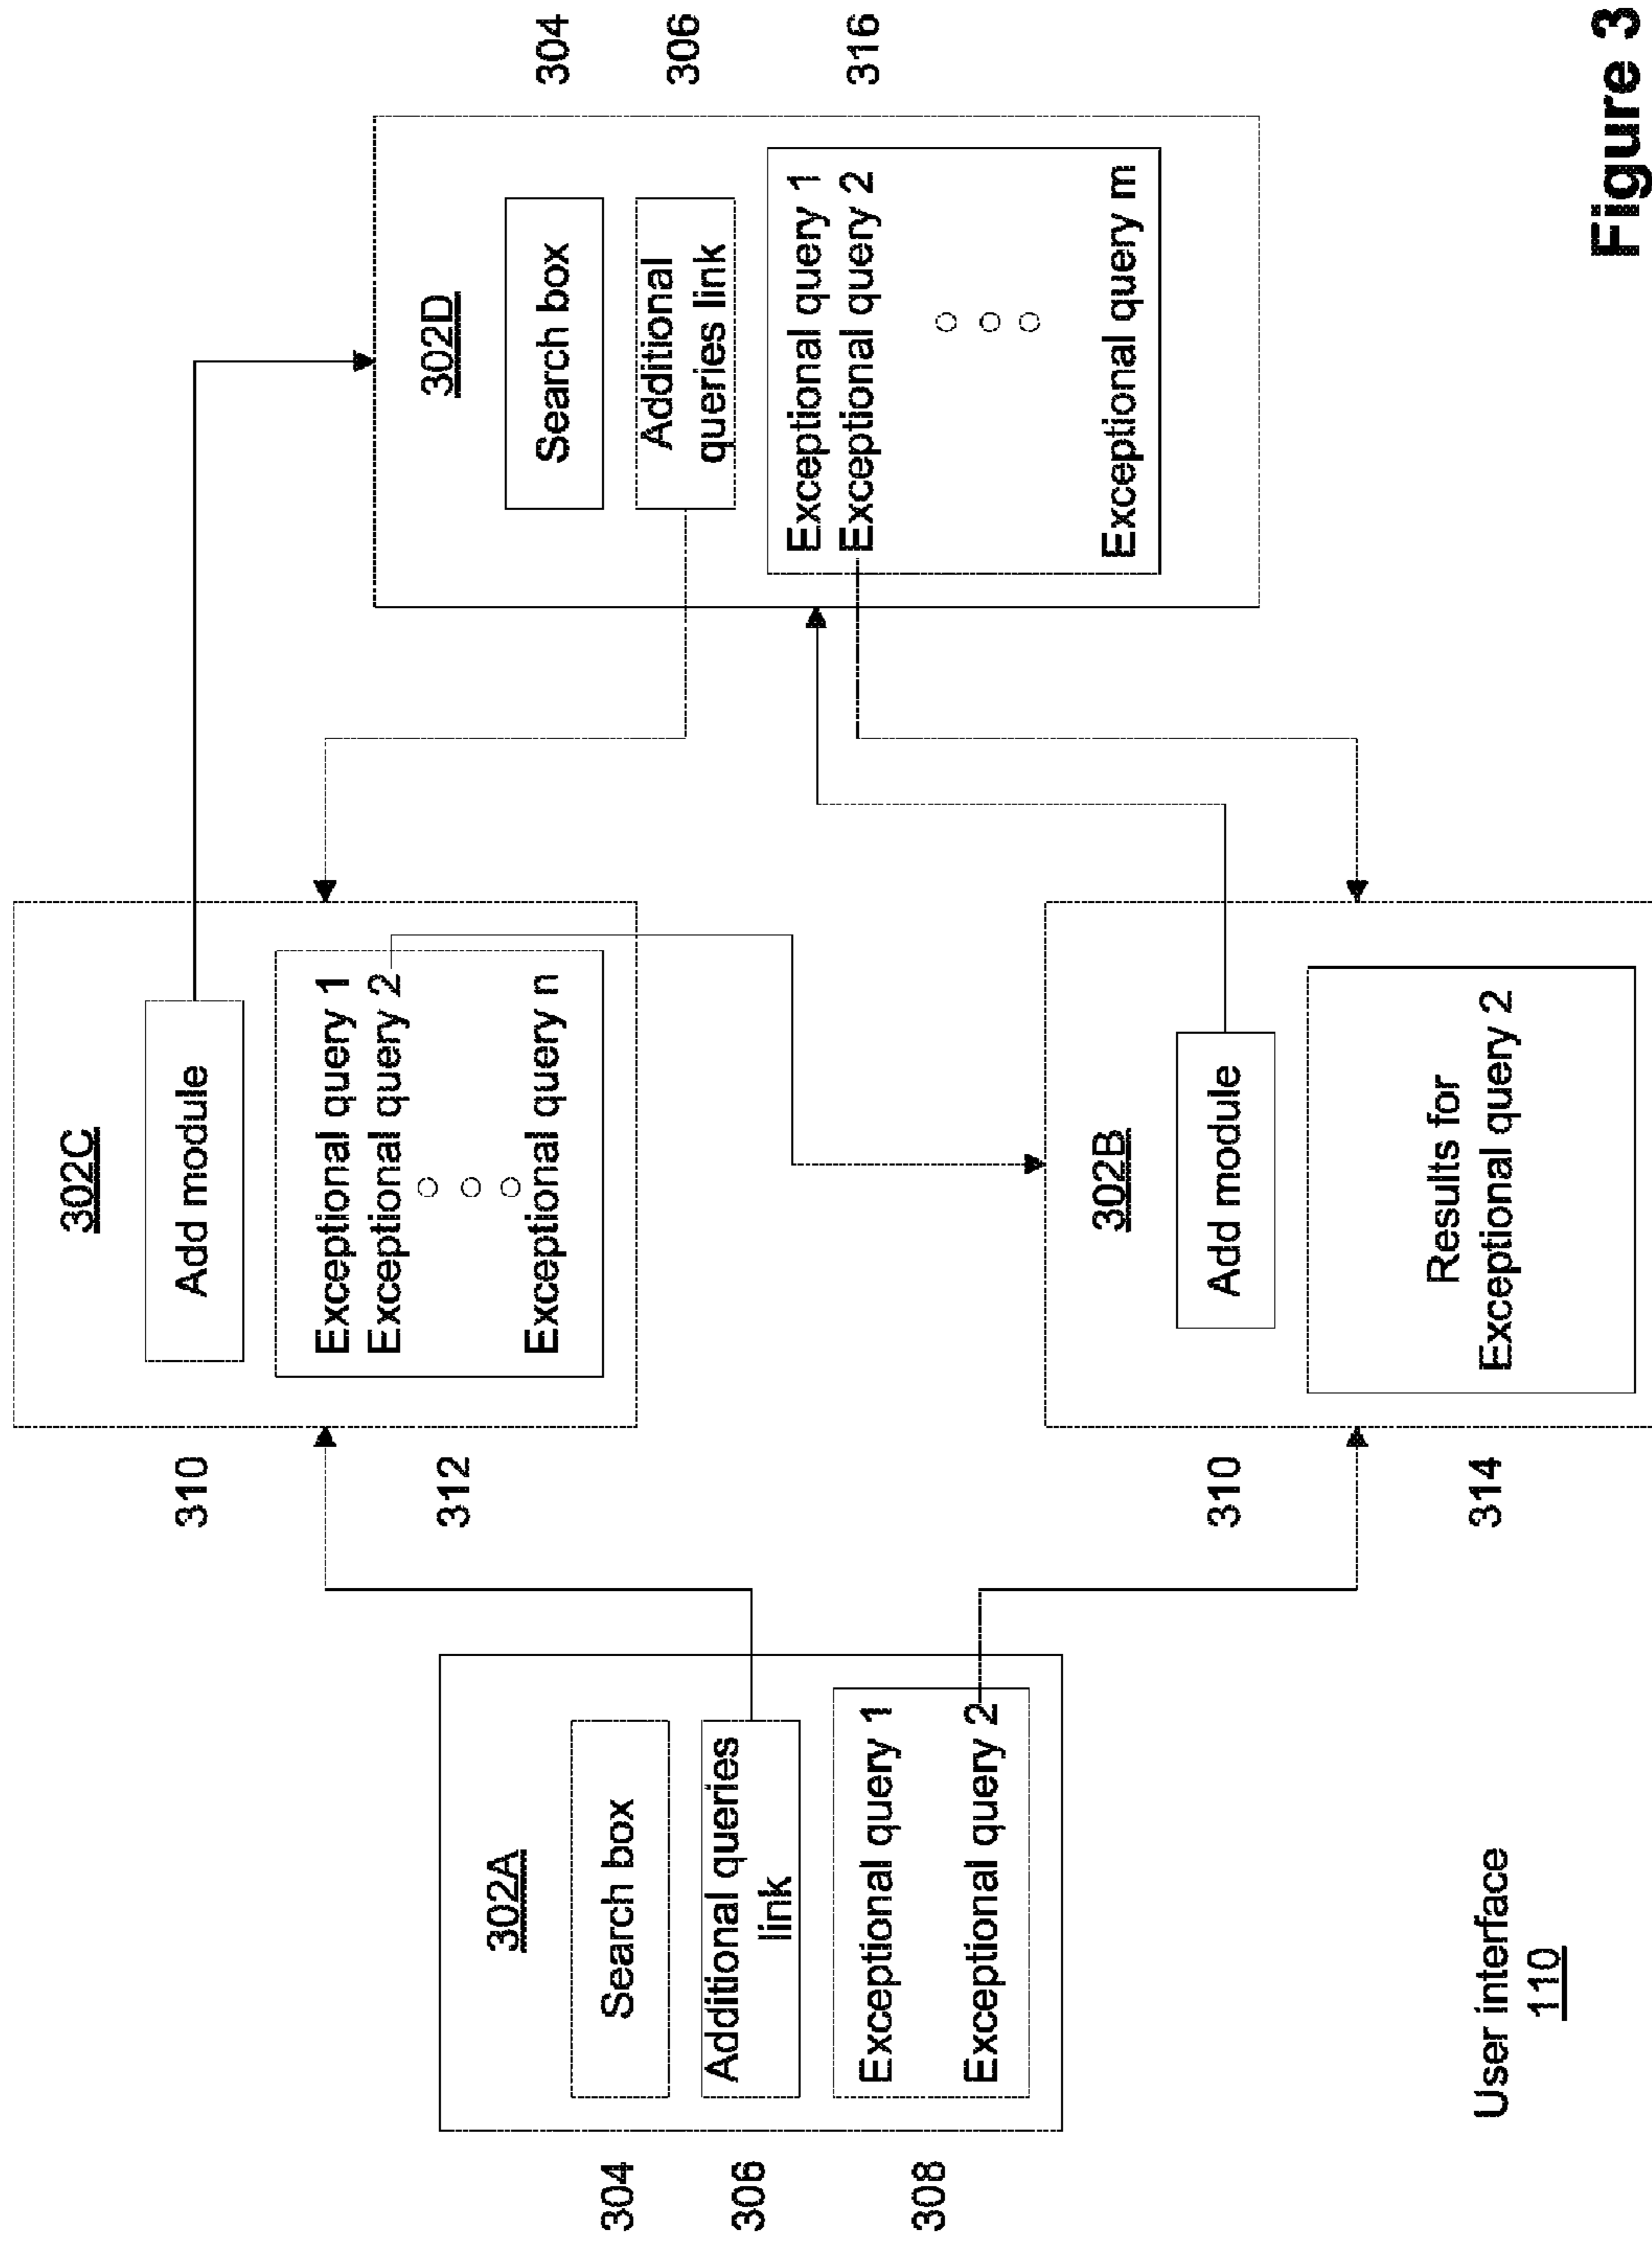 302A
304
Search box
306
Additional queries
link
308
Exceptional query 1
Exceptional query 2
302C
310
Add module
312
Exceptional query 1
Exceptional query 2
Exceptional query n
302B
310
Add module
314
Results for
Exceptional query 2
302D
Search box
304
Additional
queries link
306
Exceptional query 1
Exceptional query 2
Exceptional query m
316
User interface
110
Figure 3